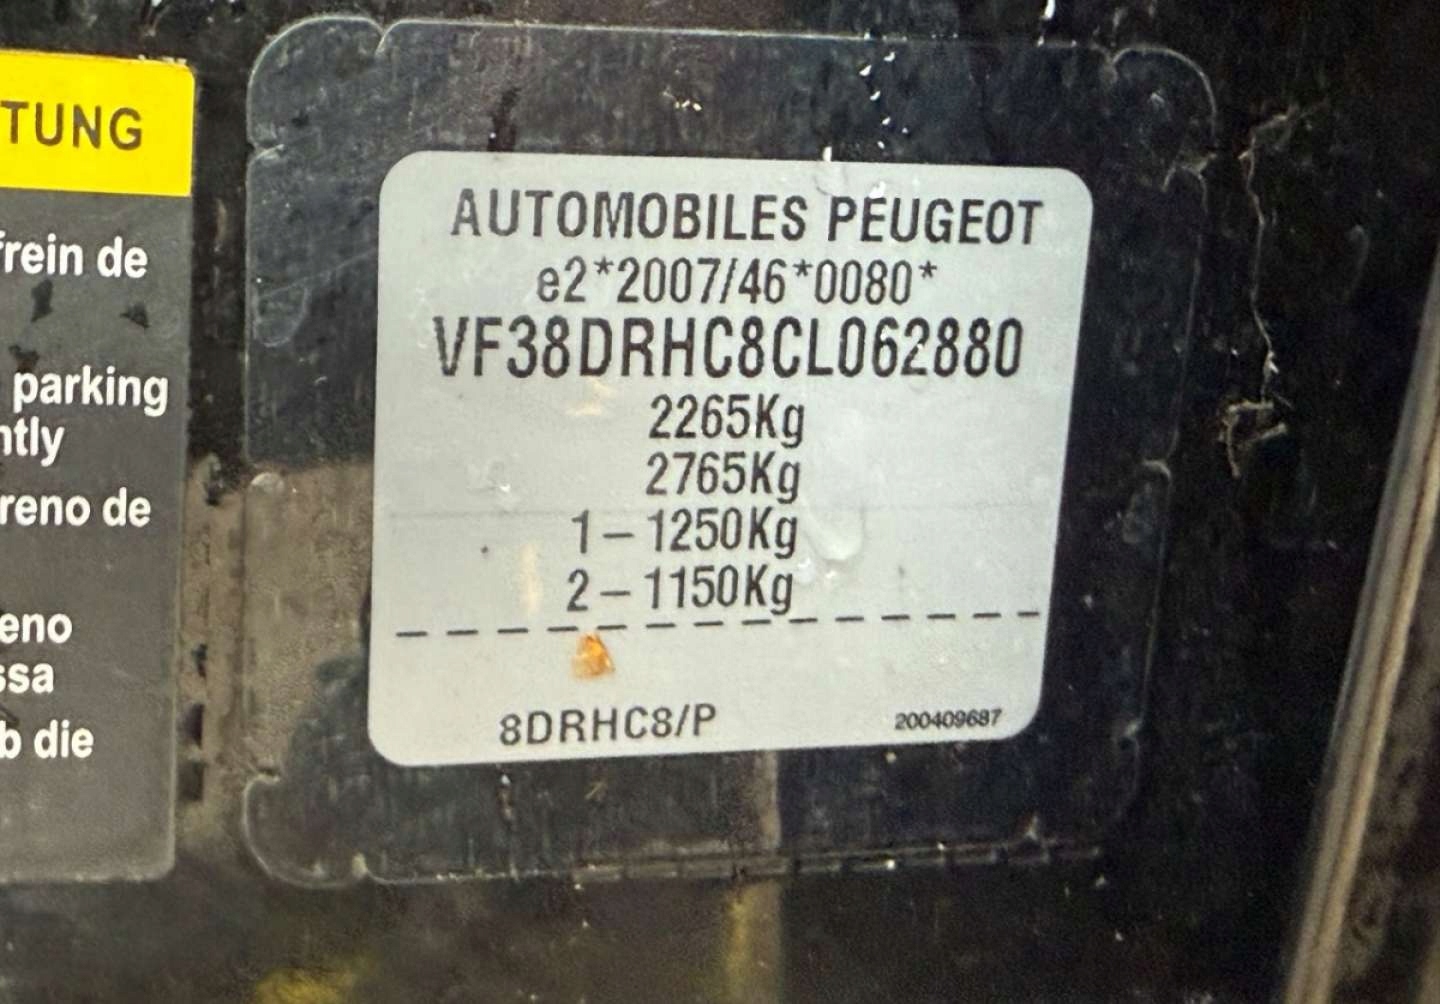 TUNG
frein de
parking
ntly
reno de
eno
ssa
b die
AUTOMOBILES PEUGEOT
e2*2007/46*0080*
VF38DRHC8CL062880
2265Kg
2765Kg
1-1250Kg
2-1150Kg
8DRHC8/P
200409687